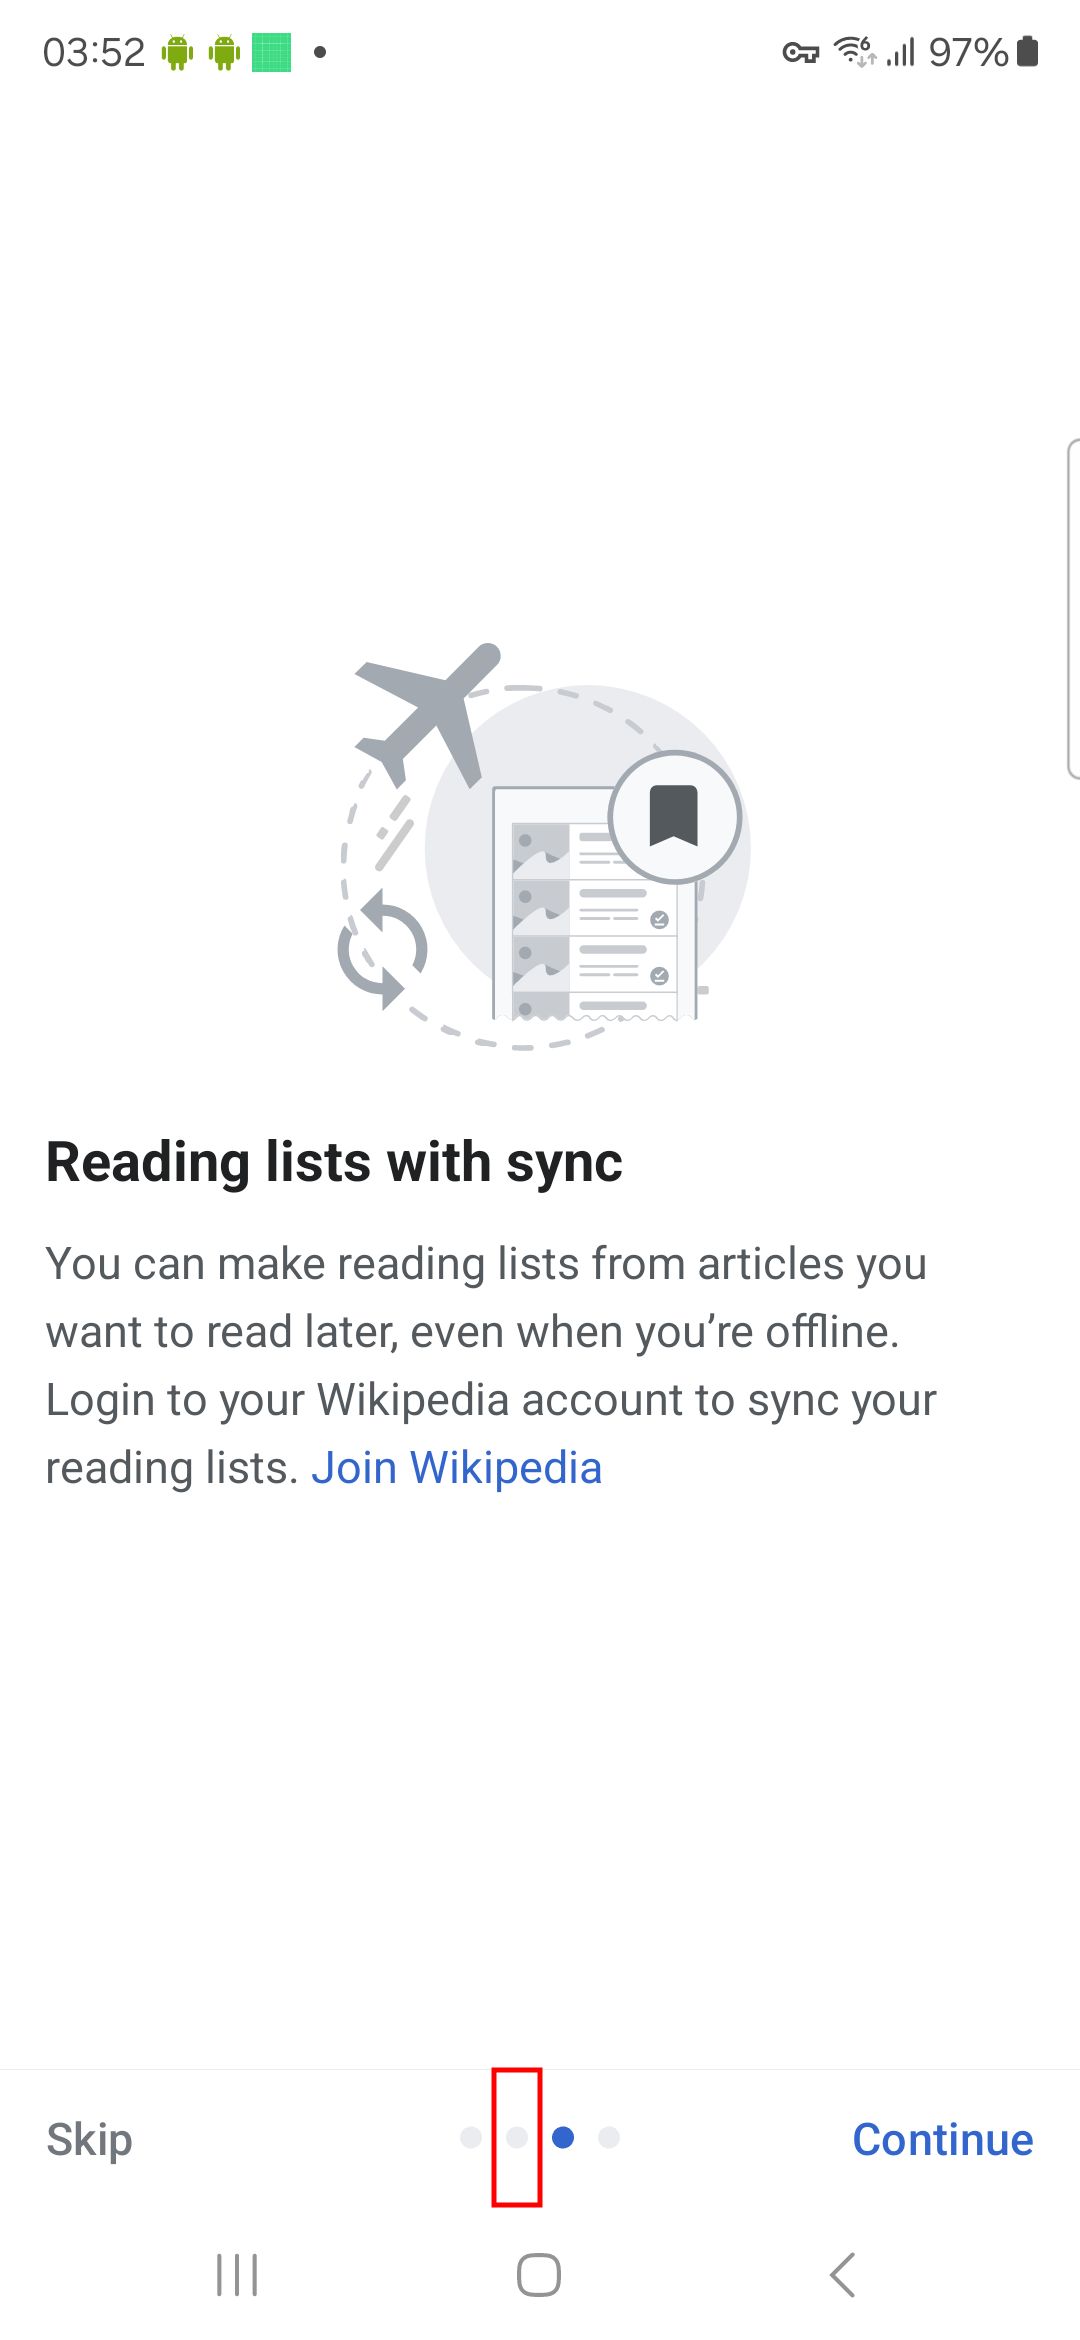 03:52
6 97%
Reading lists with sync
You can make reading lists from articles you
want to read later, even when you’re offline.
Login to your Wikipedia account to sync your
reading lists. Join Wikipedia
Skip
Continue